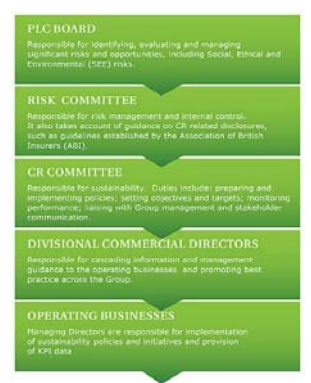 PLC BOARD
Responsible for identifying, evaluating and managing
significant risks and opportunities, including Social, Ethical and
Environmental (SEE) risks.
RISK COMMITTEE
Responsible for risk management and internal control.
It also takes account of guidance on CR related disclosures,
such as guidelines established by the Association of British
Insurers (ABI).
CR COMMITTEE
Responsible for sustainability. Duties include: preparing and
implementing policies; setting objectives and targets; monitoring
performance; liaising with Group management and stakeholder
communication.
DIVISIONAL COMMERCIAL DIRECTORS
Responsible for cascading information and management
guidance to the operating businesses and promoting best
practice across the Group.
OPERATING BUSINESSES
Managing Directors are responsible for implementation
of sustainability policies and initiatives and provision
of KPI data